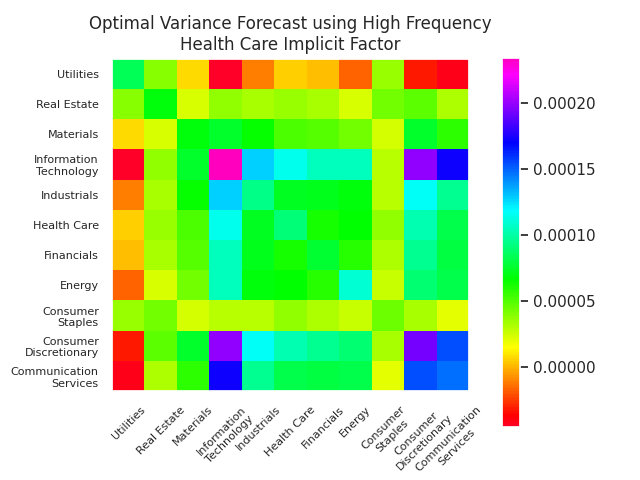 Optimal Variance Forecast using High Frequency
Health Care Implicit Factor
Utilities
Real Estate
Materials
Information
Technology
Industrials
Health Care
Financials
Energy
Consumer
Staples
Consumer
Discretionary
Communication
Services
0.00020
0.00015
0.00010
0.00005
0.00000
Utilities
Real Estate
Materials
Information
Technology
Industrials
Health Care
Financials
Energy
Consumer
Staples
Consumer
Discretionary
Communication
Services